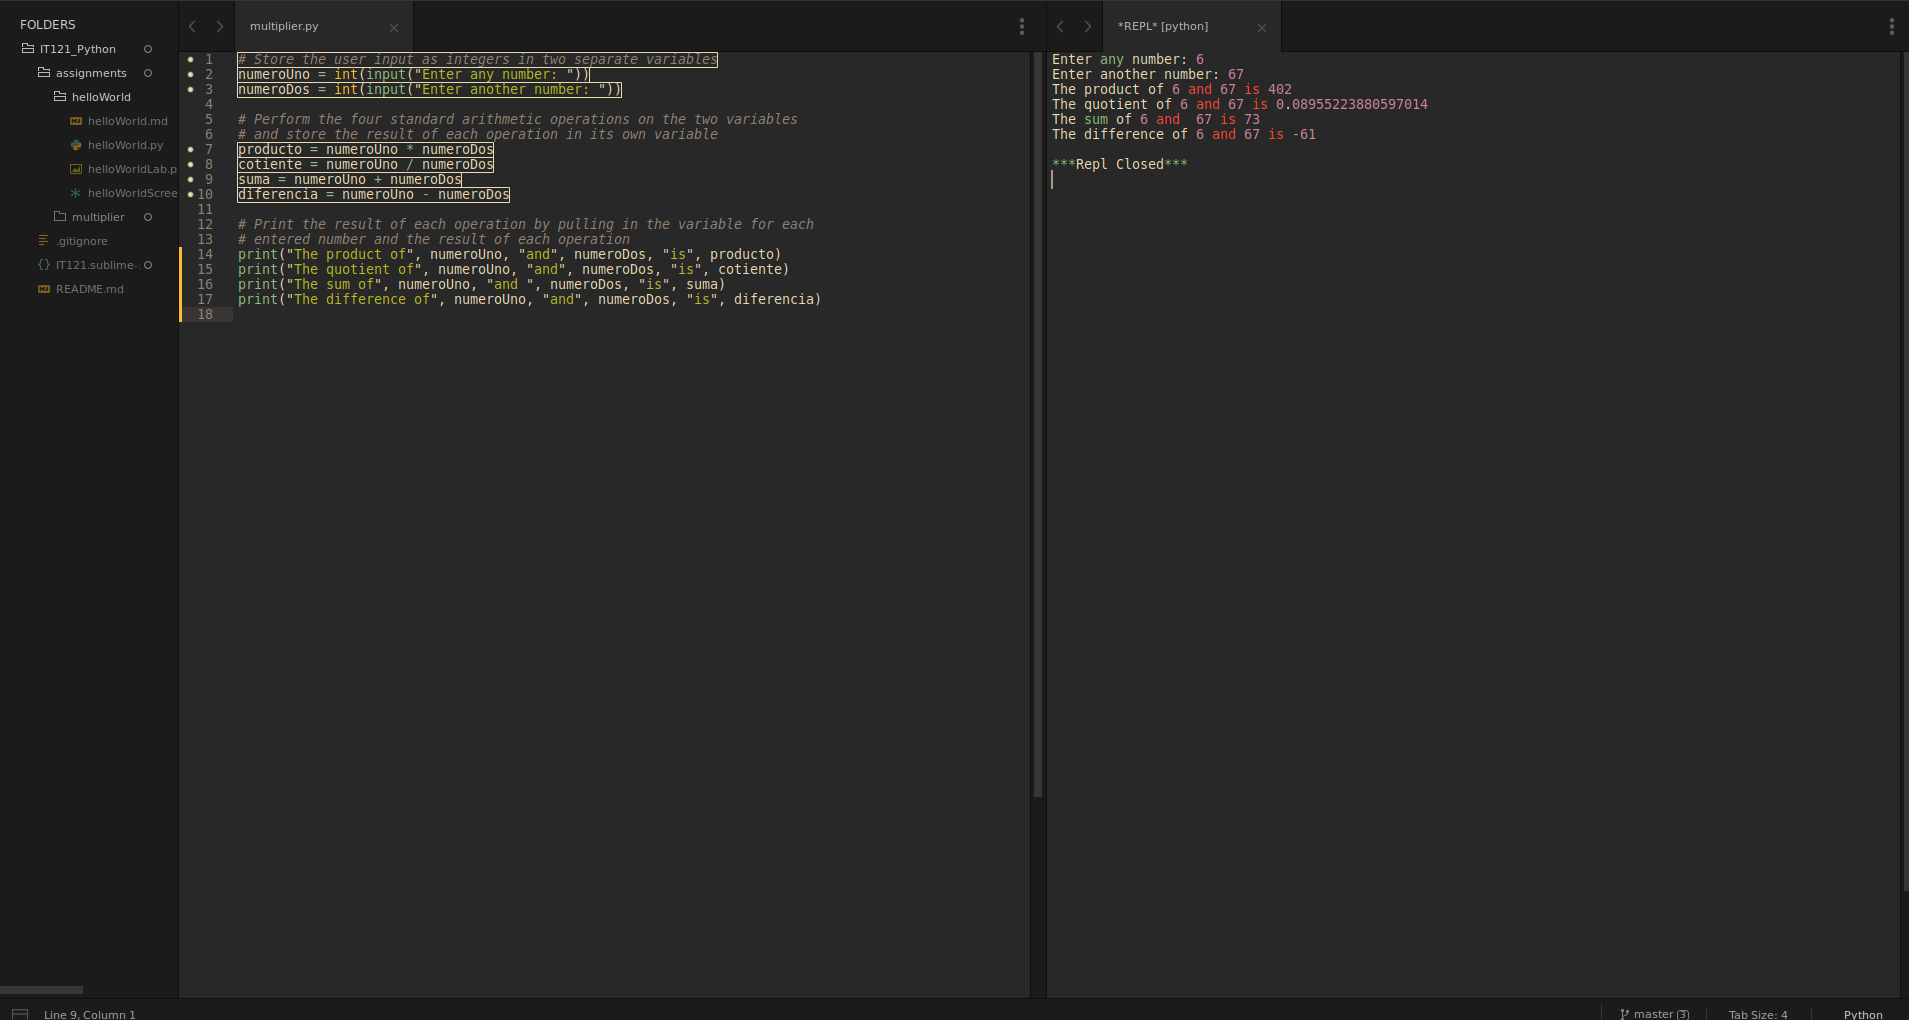 FOLDERS
IT121_Python
assignments
helloWorld
helloWorld.md
helloWorld.py
helloWorldLab.p
helloWorldScree
multiplier
.gitignore
{} IT121.sublime-
README.md
multiplier.py
1 # Store the user input as integers in two separate variables
2 numeroUno = int(input("Enter any number: "))
3 numeroDos = int(input("Enter another number: "))
4
5 # Perform the four standard arithmetic operations on the two variables
6 # and store the result of each operation in its own variable
7 producto = numeroUno * numeroDos
8 cotiente = numeroUno / numeroDos
9 suma = numeroUno + numeroDos
10 diferencia = numeroUno - numeroDos
11
12 # Print the result of each operation by pulling in the variable for each
13 # entered number and the result of each operation
14 print("The product of", numeroUno, "and", numeroDos, "is", producto)
15 print("The quotient of", numeroUno, "and", numeroDos, "is", cotiente)
16 print("The sum of", numeroUno, "and ", numeroDos, "is", suma)
17 print("The difference of", numeroUno, "and", numeroDos, "is", diferencia)
18
*REPL* [python]
Enter any number: 6
Enter another number: 67
The product of 6 and 67 is 402
The quotient of 6 and 67 is 0.08955223880597014
The sum of 6 and  67 is 73
The difference of 6 and 67 is -61
***Repl Closed***
Line 9, Column 1
master 3
Tab Size: 4
Python